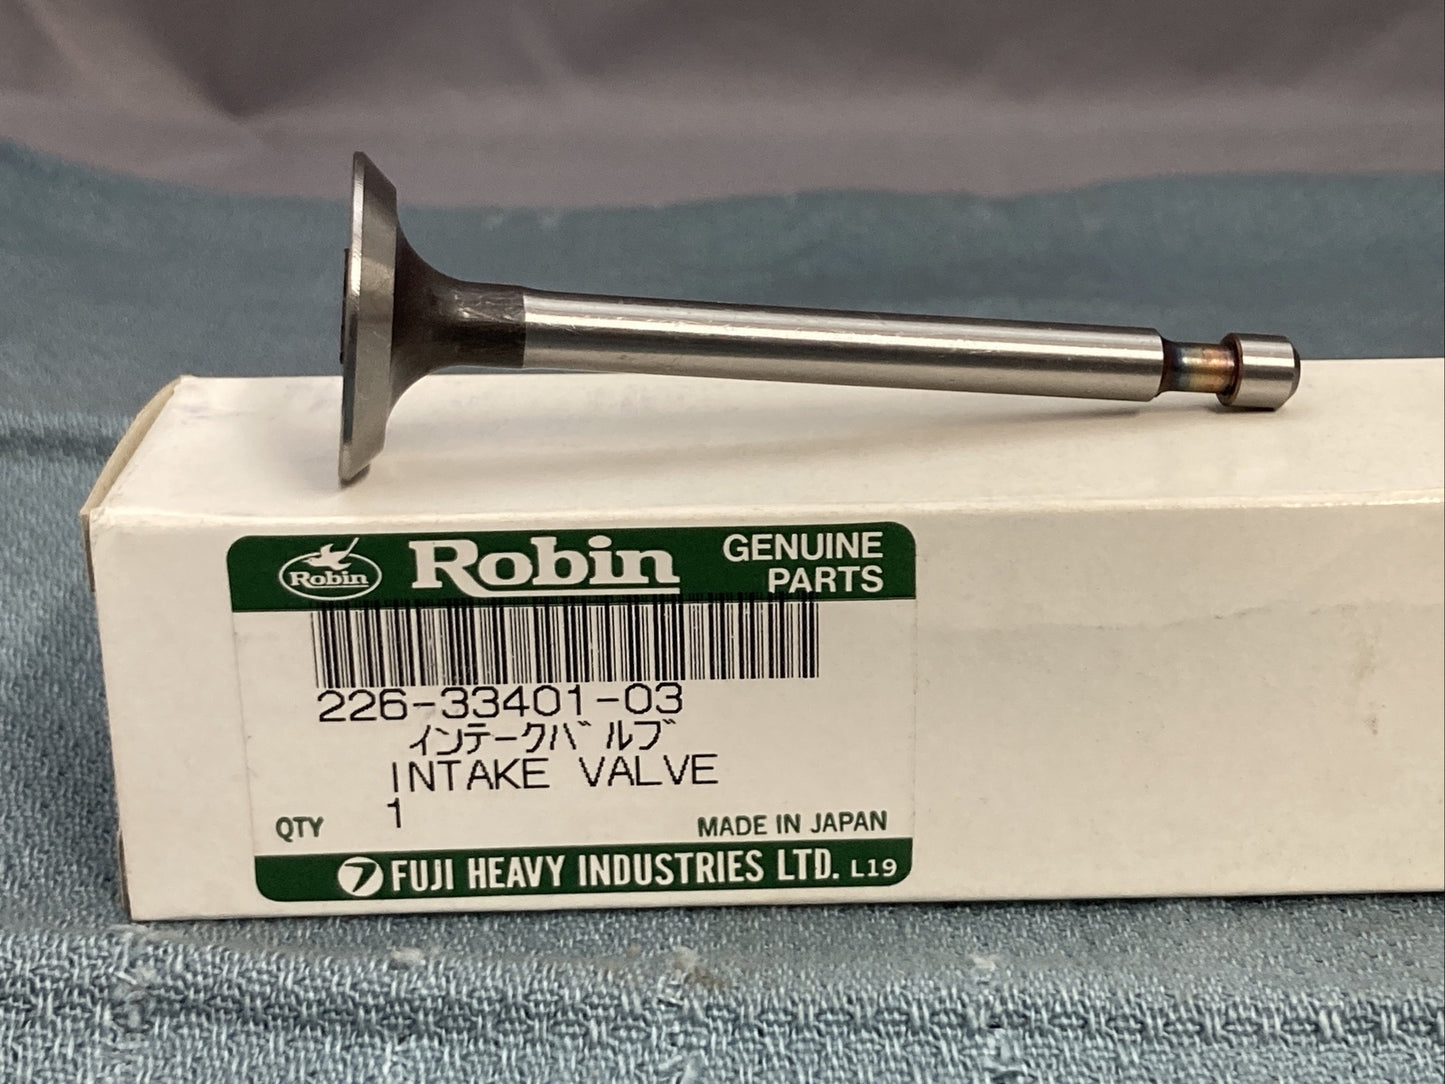 Robin
Robin
GENUINE
PARTS
226-33401-03
インテークバルブ
INTAKE VALVE
QTY 1
MADE IN JAPAN
FUJI HEAVY INDUSTRIES LTD. L19